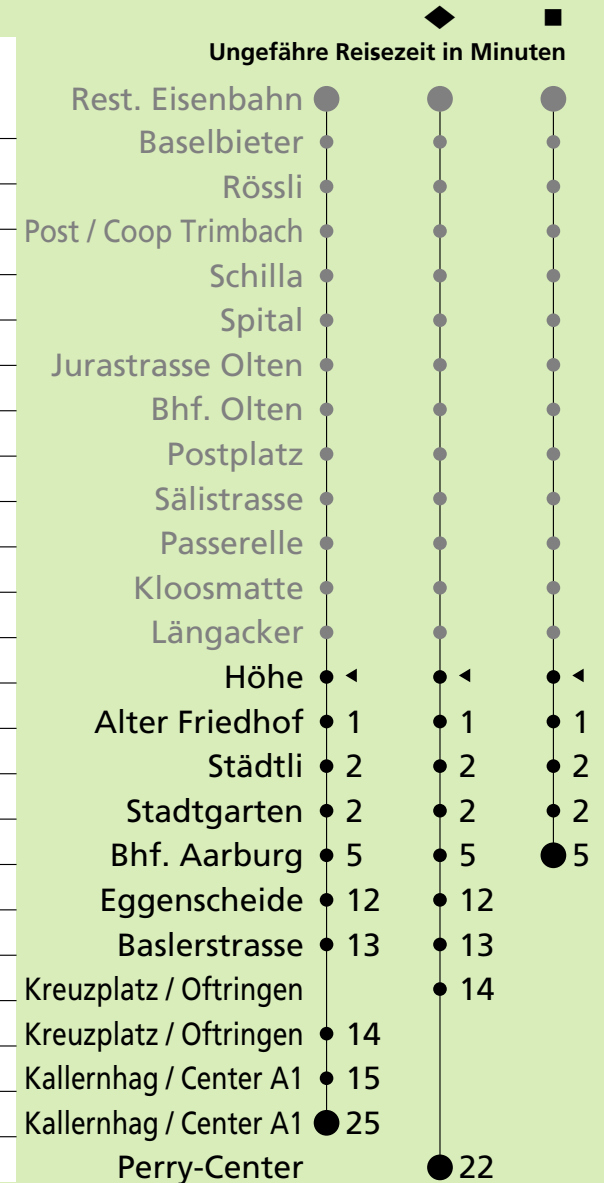 Ungefähre Reisezeit in Minuten
Rest. Eisenbahn
Baselbieter
Rössli
Post / Coop Trimbach
Schilla
Spital
Jurastrasse Olten
Bhf. Olten
Postplatz
Sälistrasse
Passerelle
Kloosmatte
Längacker
Höhe
Alter Friedhof 1 1 1
Städtli 2 2 2
Stadtgarten 2 2 2
Bhf. Aarburg 5 5 5
Eggenscheide 12 12
Baslerstrasse 13 13
Kreuzplatz / Oftringen 14
Kreuzplatz / Oftringen 14
Kallernhag / Center A1 15
Kallernhag / Center A1 25
Perry-Center 22